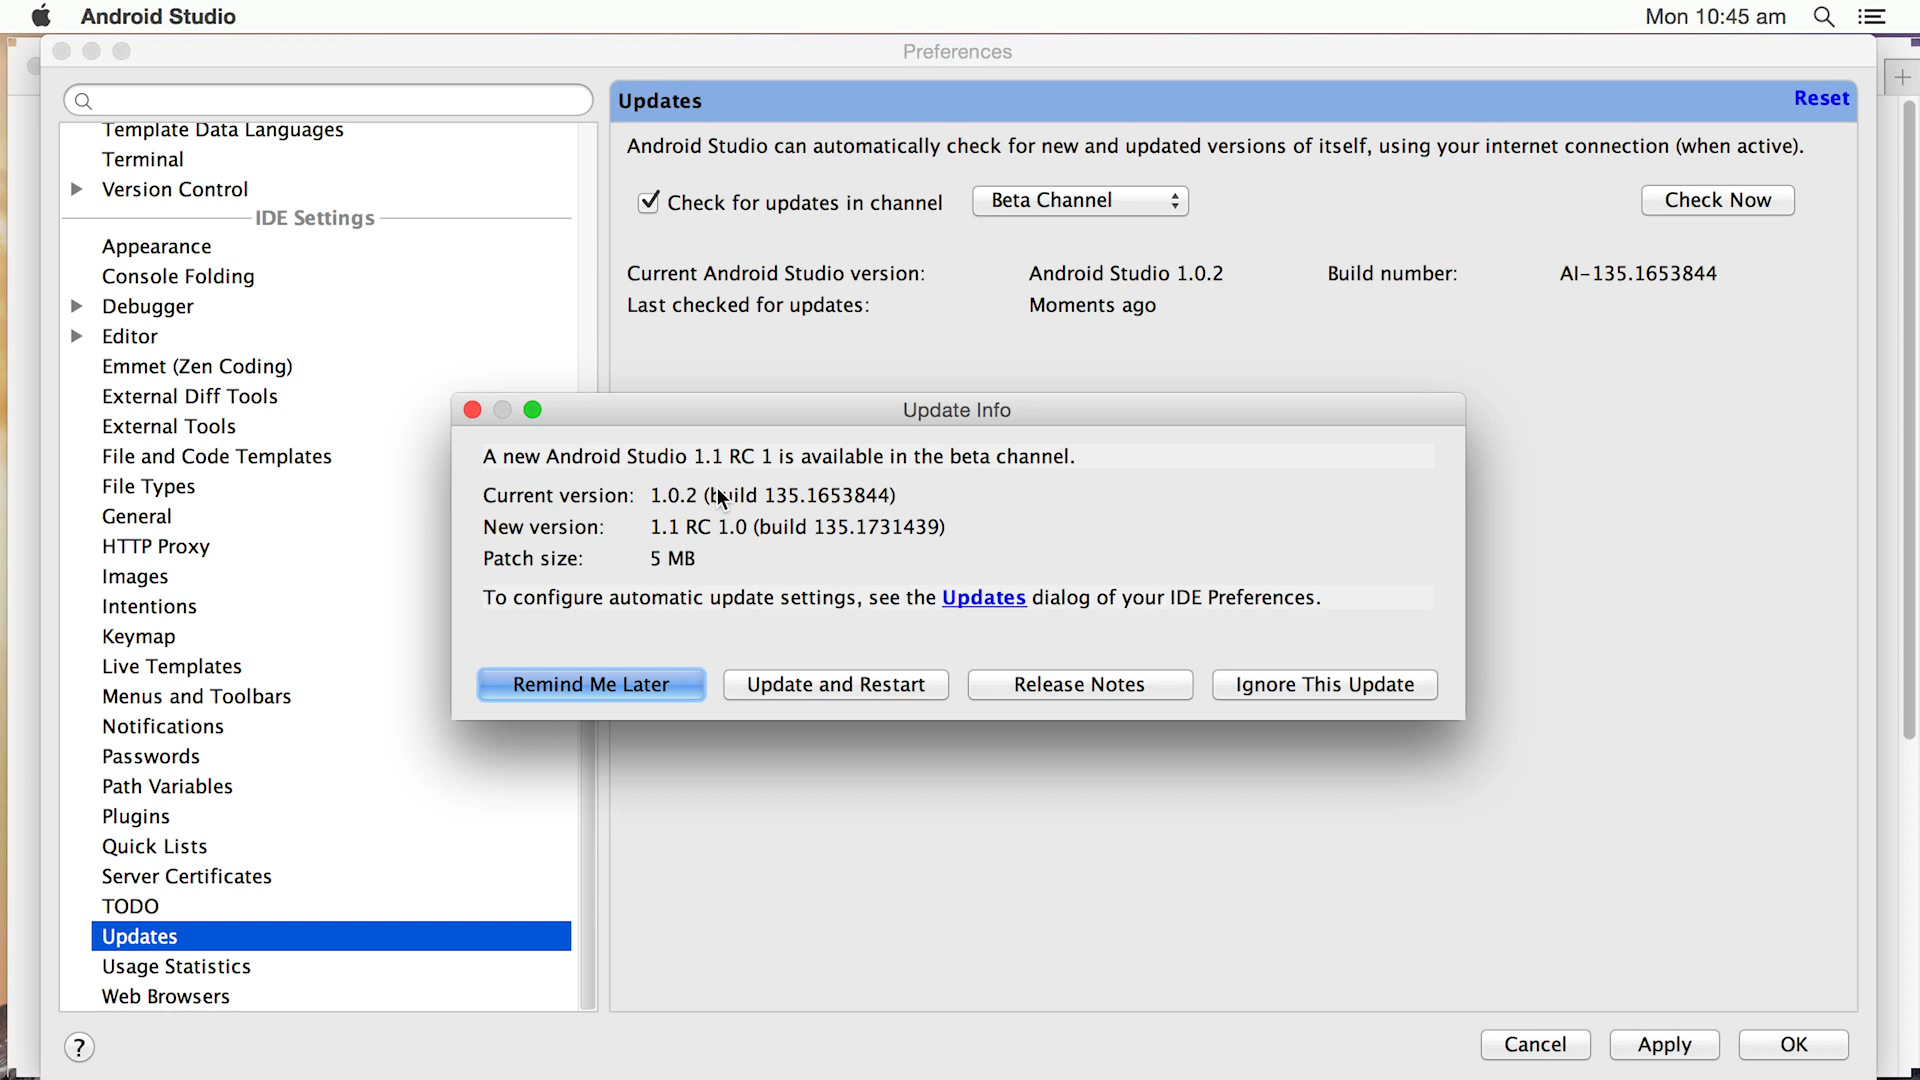 Android Studio
Mon 10:45 am
Preferences
Template Data Languages
Terminal
Version Control
IDE Settings
Appearance
Console Folding
Debugger
Editor
Emmet (Zen Coding)
External Diff Tools
External Tools
File and Code Templates
File Types
General
HTTP Proxy
Images
Intentions
Keymap
Live Templates
Menus and Toolbars
Notifications
Passwords
Path Variables
Plugins
Quick Lists
Server Certificates
TODO
Updates
Usage Statistics
Web Browsers
?
Updates
Reset
Android Studio can automatically check for new and updated versions of itself, using your internet connection (when active).
Check for updates in channel
Beta Channel
Check Now
Current Android Studio version: Android Studio 1.0.2 Build number: AI-135.1653844
Last checked for updates: Moments ago
Update Info
A new Android Studio 1.1 RC 1 is available in the beta channel.
Current version: 1.0.2 (build 135.1653844)
New version: 1.1 RC 1.0 (build 135.1731439)
Patch size: 5 MB
To configure automatic update settings, see the Updates dialog of your IDE Preferences.
Remind Me Later
Update and Restart
Release Notes
Ignore This Update
Cancel
Apply
OK